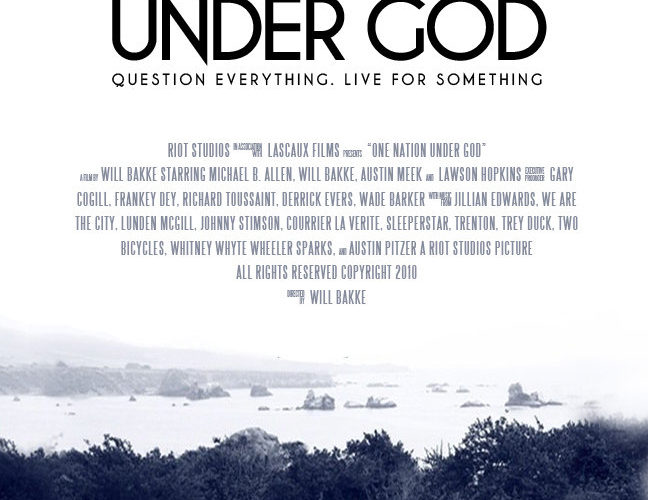 UNDER GOD
QUESTION EVERYTHING. LIVE FOR SOMETHING
RIOT STUDIOS IN ASSOCIATION WITH LASCAUX FILMS PRESENTS "ONE NATION UNDER GOD"
A FILM BY WILL BAKKE STARRING MICHAEL B. ALLEN, WILL BAKKE, AUSTIN MEEK AND LAWSON HOPKINS EXECUTIVE PRODUCER GARY
COGILL, FRANKEY DEY, RICHARD TOUSSAINT, DERRICK EVERS, WADE BARKER WITH MUSIC FROM JILLIAN EDWARDS, WE ARE
THE CITY, LUNDEN MCGILL, JOHNNY STIMSON, COURRIER LA VERITE, SLEEPERSTAR, TRENTON, TREY DUCK, TWO
BICYCLES, WHITNEY WHYTE WHEELER SPARKS, AND AUSTIN PITZER A RIOT STUDIOS PICTURE
ALL RIGHTS RESERVED COPYRIGHT 2010
DIRECTED BY WILL BAKKE